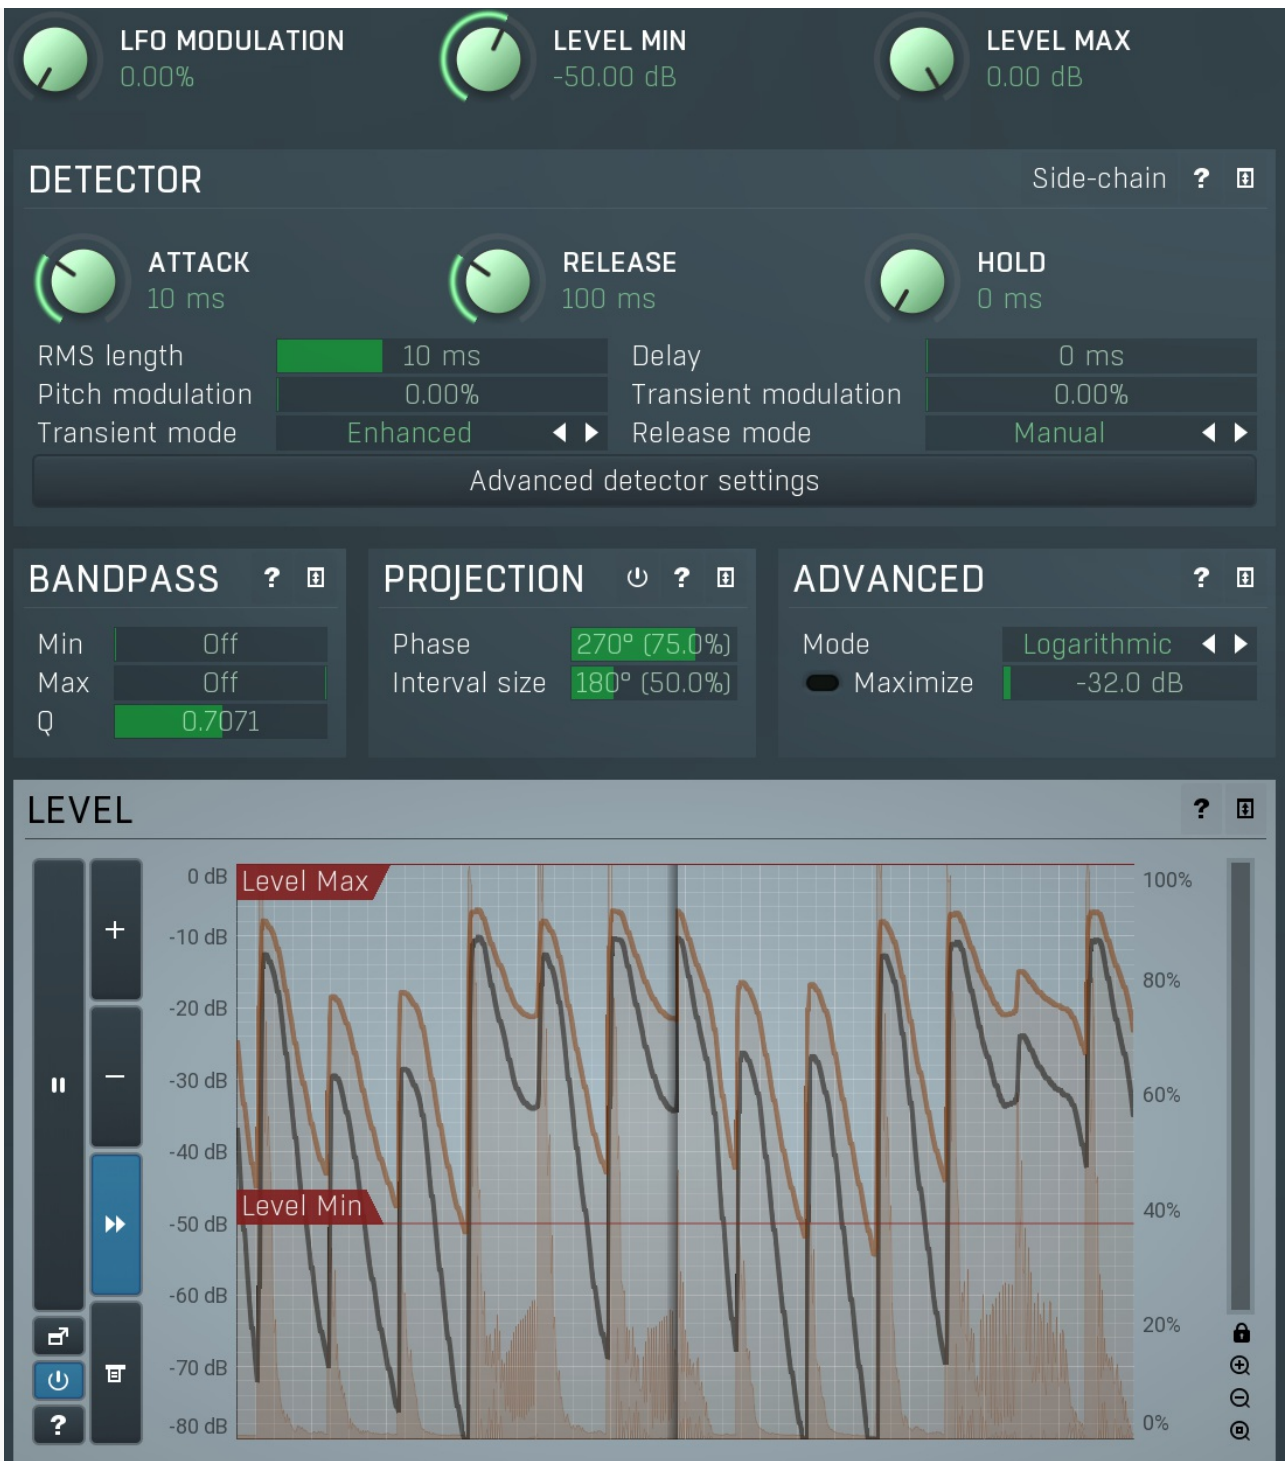 LFO MODULATION LEVEL MIN LEVEL MAX
0.00% -50.00 dB 0.00 dB
DETECTOR Side-chain ?
ATTACK RELEASE HOLD
10 ms 100 ms 0 ms
RMS length 10 ms Delay 0 ms
Pitch modulation 0.00% Transient modulation 0.00%
Transient mode Enhanced Release mode Manual
Advanced detector settings
BANDPASS ? PROJECTION ? ADVANCED ?
Min Off Phase 270° (75.0%) Mode Logarithmic
Max Off Interval size 180° (50.0%) Maximize -32.0 dB
Q 0.7071
LEVEL ?
0 dB Level Max 100%
-10 dB
80%
-20 dB
-30 dB
60%
-40 dB
Level Min 40%
-50 dB
-60 dB
20%
-70 dB
-80 dB 0%
?